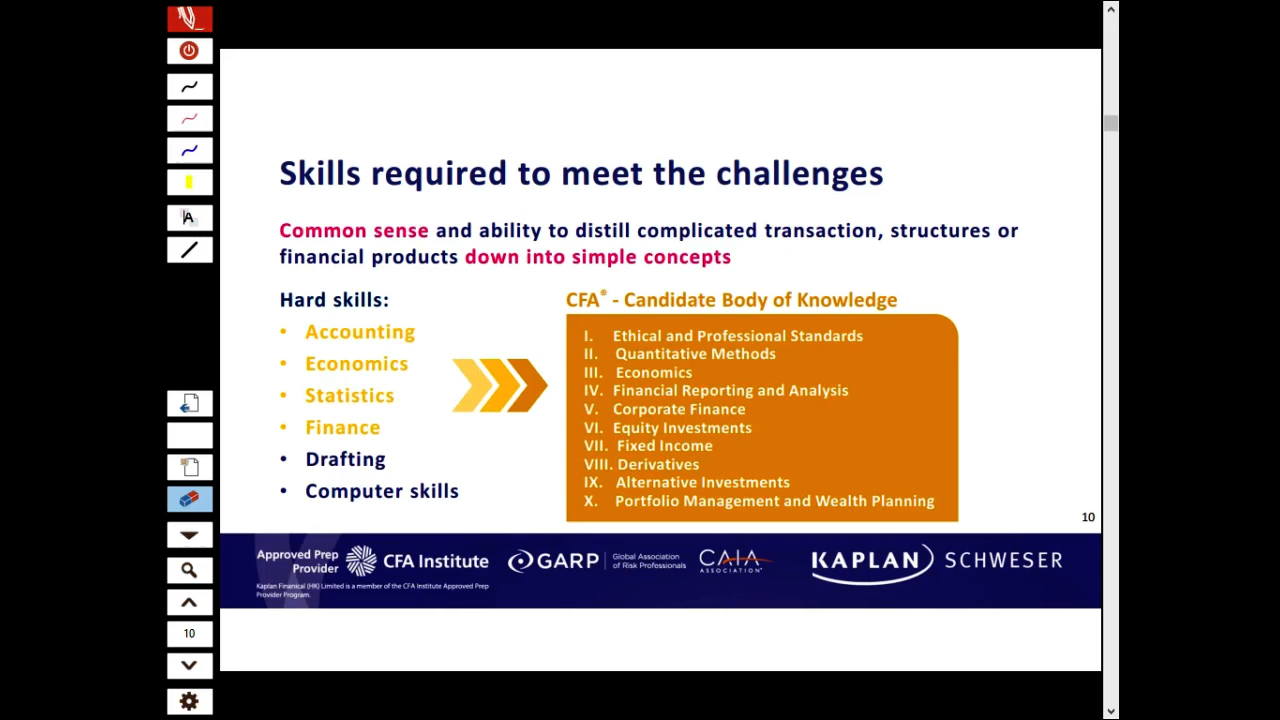 Skills required to meet the challenges
Common sense and ability to distill complicated transaction, structures or
financial products down into simple concepts
Hard skills:
• Accounting
• Economics
• Statistics
• Finance
• Drafting
• Computer skills
CFA® - Candidate Body of Knowledge
I. Ethical and Professional Standards
II. Quantitative Methods
III. Economics
IV. Financial Reporting and Analysis
V. Corporate Finance
VI. Equity Investments
VII. Fixed Income
VIII. Derivatives
IX. Alternative Investments
X. Portfolio Management and Wealth Planning
10
Approved Prep
Provider
CFA Institute
Kaplan Finanical (HK) Limited is a member of the CFA Institute Approved Prep
Provider Program.
GARP
Global Association
of Risk Professionals
CAIA
ASSOCIATION
KAPLAN SCHWESER
A
10